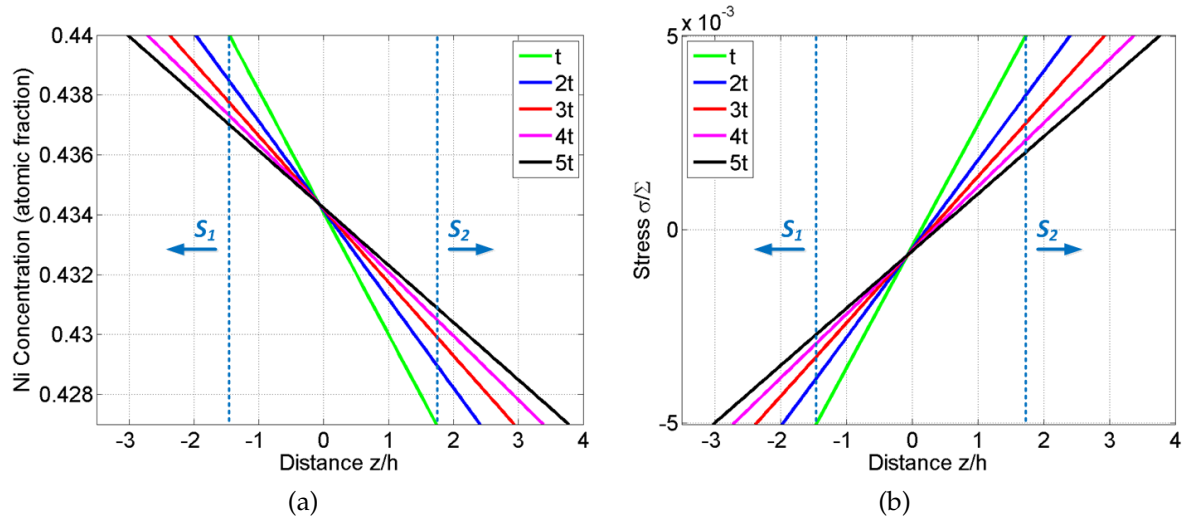 0.44
0.438
0.436
0.434
0.432
0.43
0.428
Ni Concentration (atomic fraction)
-3 -2 -1 0 1 2 3 4
Distance z/h
t
2t
3t
4t
5t
S1
S2
(a)
x 10-3
5
0
-5
Stress σ/Σ
-3 -2 -1 0 1 2 3 4
Distance z/h
t
2t
3t
4t
5t
S1
S2
(b)